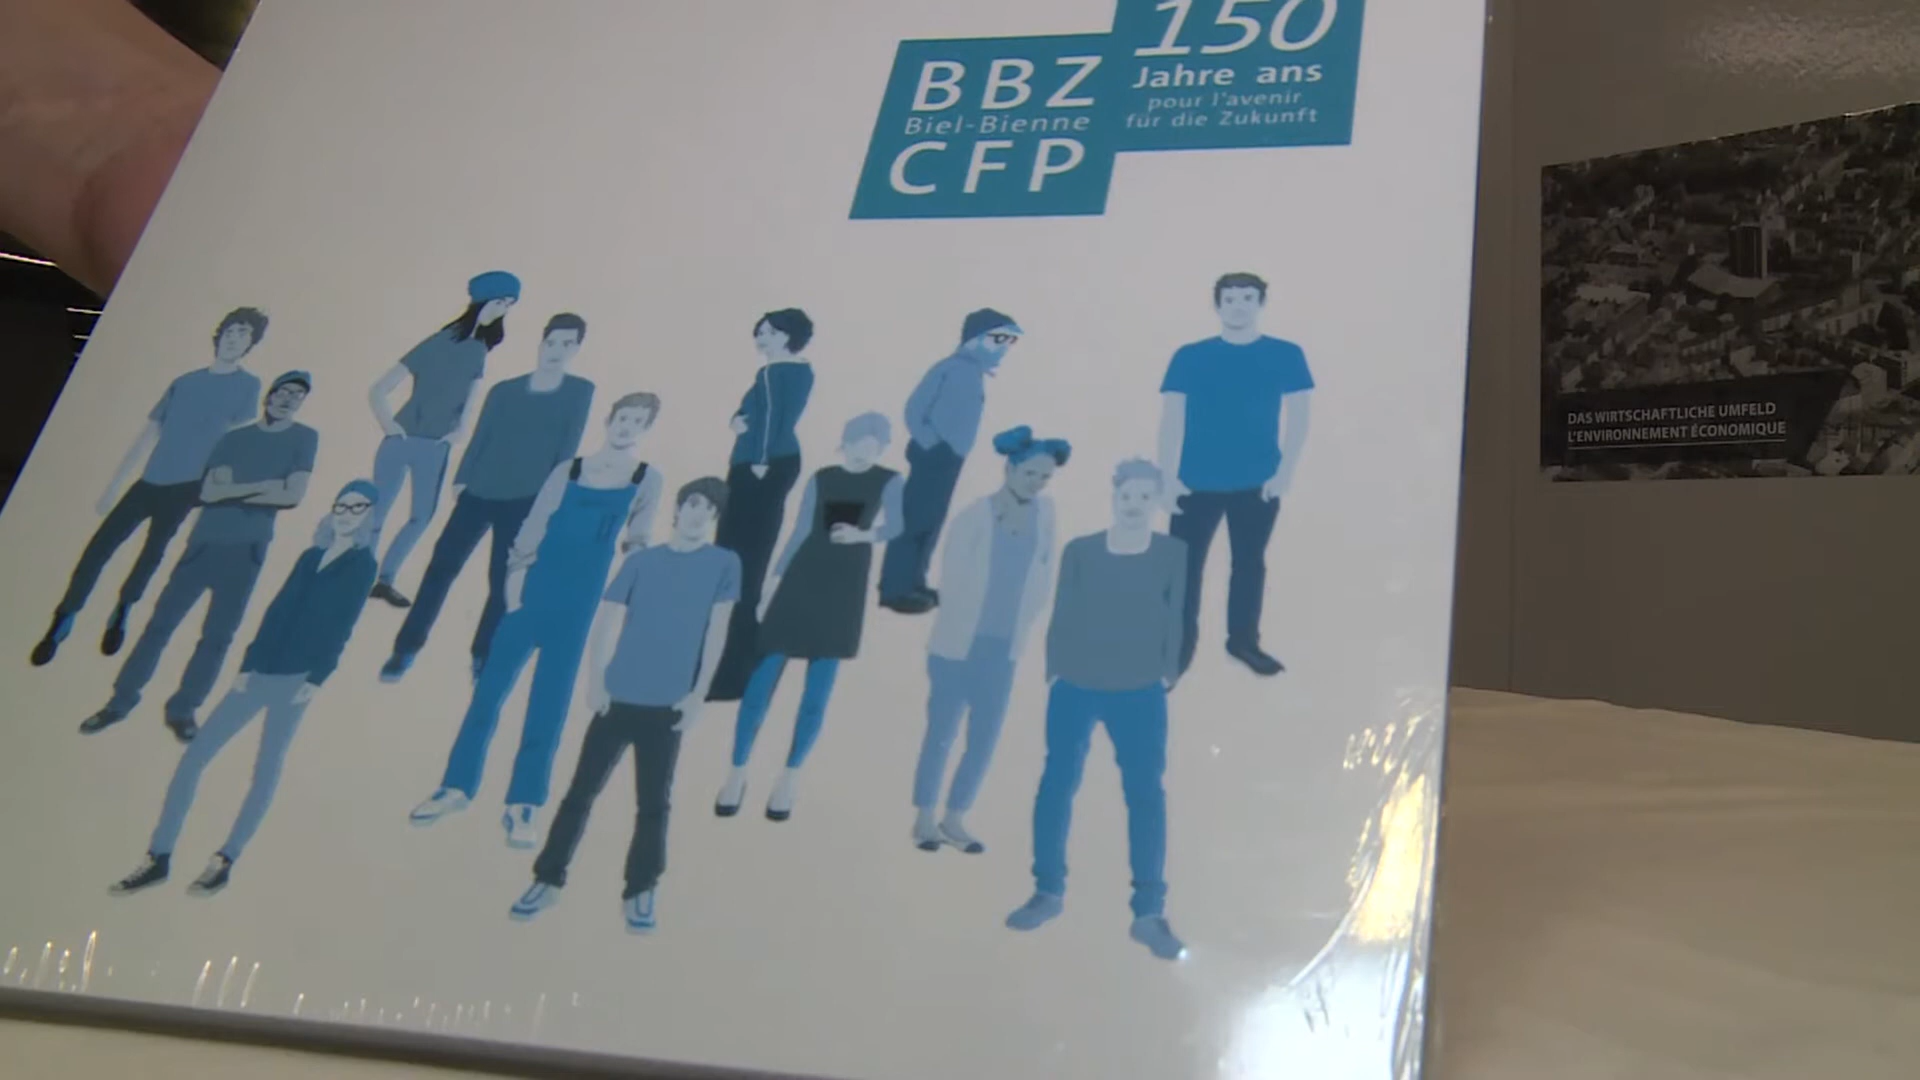 150
Jahre ans
pour l'avenir
für die Zukunft
BBZ
Biel-Bienne
CFP
DAS WIRTSCHAFTLICHE UMFELD
L'ENVIRONNEMENT ÉCONOMIQUE